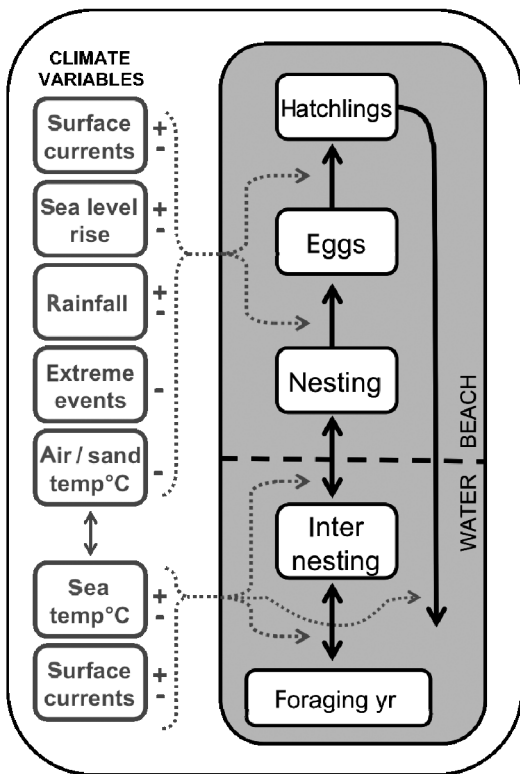 CLIMATE
VARIABLES
Surface
currents
+
-
Sea level
rise
+
-
Rainfall
+
-
Extreme
events
-
Air / sand
temp°C
-
Sea
temp°C
+
-
Surface
currents
+
-
Hatchlings
Eggs
Nesting
Inter
nesting
Foraging yr
BEACH
WATER